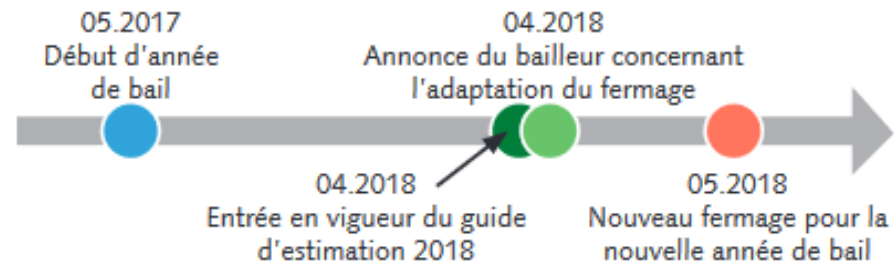 05.2017
Début d'année
de bail
04.2018
Annonce du bailleur concernant
l'adaptation du fermage
04.2018
Entrée en vigueur du guide
d'estimation 2018
05.2018
Nouveau fermage pour la
nouvelle année de bail